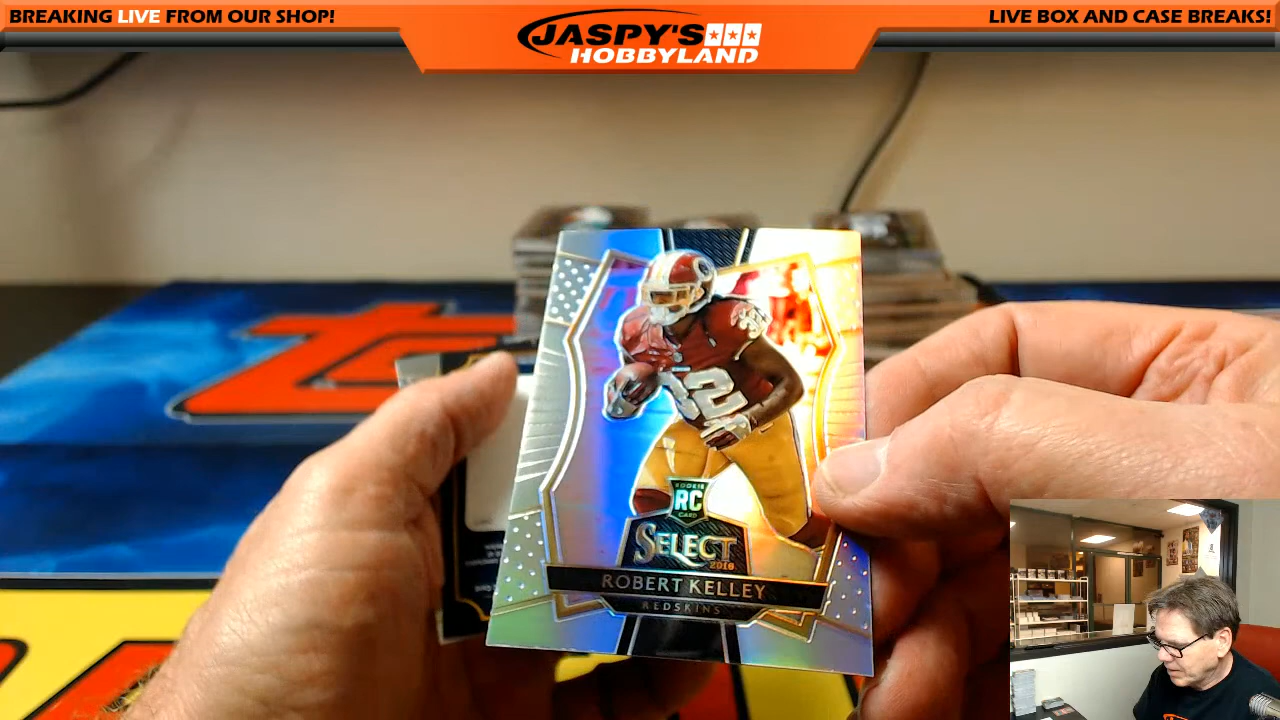 BREAKING LIVE FROM OUR SHOP!
JASPY'S
HOBBYLAND
LIVE BOX AND CASE BREAKS!
32
ROOKIE
RC
CARD
SELECT
2016
ROBERT KELLEY
REDSKINS